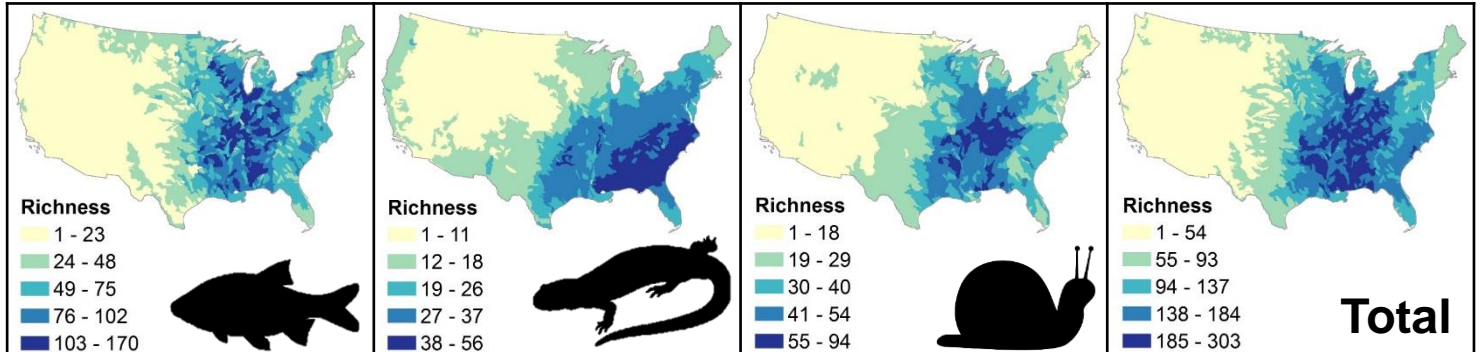 Richness
1 - 23
24 - 48
49 - 75
76 - 102
103 - 170
Richness
1 - 11
12 - 18
19 - 26
27 - 37
38 - 56
Richness
1 - 18
19 - 29
30 - 40
41 - 54
55 - 94
Richness
1 - 54
55 - 93
94 - 137
138 - 184
185 - 303
Total